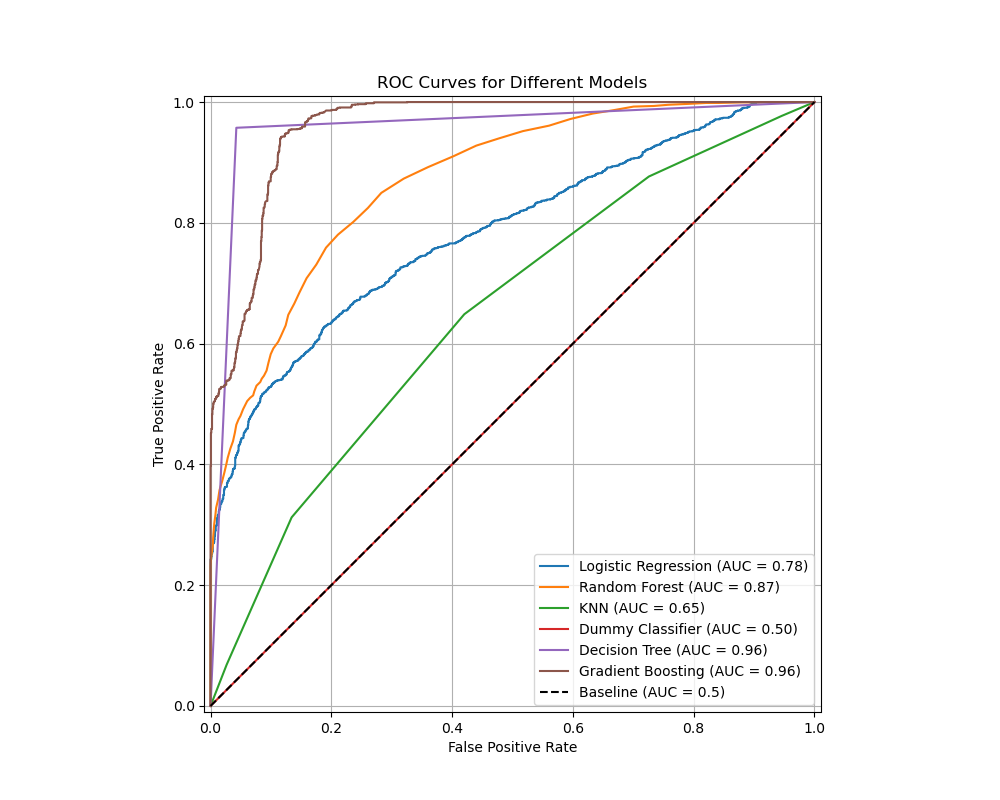 ROC Curves for Different Models
1.0
0.8
0.6
0.4
0.2
0.0
True Positive Rate
Logistic Regression (AUC = 0.78)
Random Forest (AUC = 0.87)
KNN (AUC = 0.65)
Dummy Classifier (AUC = 0.50)
Decision Tree (AUC = 0.96)
Gradient Boosting (AUC = 0.96)
Baseline (AUC = 0.5)
0.0 0.2 0.4 0.6 0.8 1.0
False Positive Rate